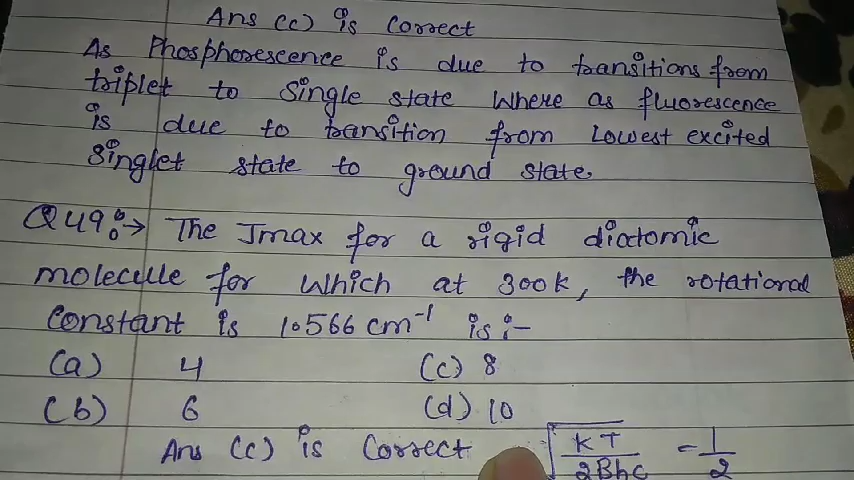 Ans (c) is correct
As Phosphorescence is due to transitions from
triplet to single state where as fluorescence
is due to transition from lowest excited
singlet state to ground state.
Q49:→ The Jmax for a rigid diatomic
molecule for which at 300k, the rotational
constant is 1.566 cm⁻¹ is:-
(a) 4 (c) 8
(b) 6 (d) 10
Ans (c) is correct √(KT/2Bhc) - 1/2